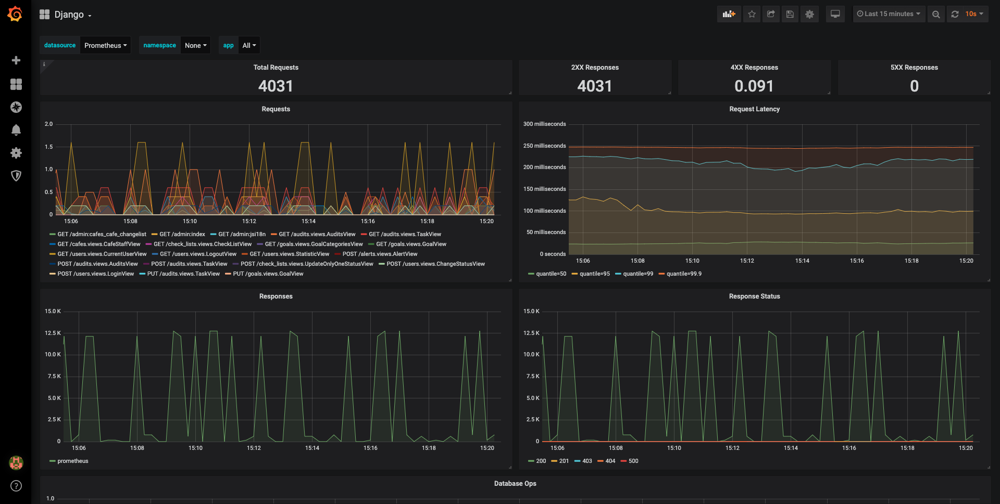 Django
Last 15 minutes
10s
datasource Prometheus namespace None app All
i
Total Requests
4031
2XX Responses
4031
4XX Responses
0.091
5XX Responses
0
Requests
2.0
1.5
1.0
0.5
0
15:06 15:08 15:10 15:12 15:14 15:16 15:18 15:20
GET /admin:cafes_cafe_changelist GET /admin:index GET /admin:jsi18n GET /audits.views.AuditsView GET /audits.views.TaskView
GET /cafes.views.CafeStaffView GET /check_lists.views.CheckListView GET /goals.views.GoalCategoriesView GET /goals.views.GoalView
GET /users.views.CurrentUserView GET /users.views.LogoutView GET /users.views.StatisticView POST /alerts.views.AlertView
POST /audits.views.AuditsView POST /audits.views.TaskView POST /check_lists.views.UpdateOnlyOneStatusView POST /users.views.ChangeStatusView
POST /users.views.LoginView PUT /audits.views.TaskView PUT /goals.views.GoalView
Request Latency
300 milliseconds
250 milliseconds
200 milliseconds
150 milliseconds
100 milliseconds
50 milliseconds
0 seconds
15:06 15:08 15:10 15:12 15:14 15:16 15:18 15:20
quantile=50 quantile=95 quantile=99 quantile=99.9
Responses
15.0 K
12.5 K
10.0 K
7.5 K
5.0 K
2.5 K
0
15:06 15:08 15:10 15:12 15:14 15:16 15:18 15:20
prometheus
Response Status
15.0 K
12.5 K
10.0 K
7.5 K
5.0 K
2.5 K
0
15:06 15:08 15:10 15:12 15:14 15:16 15:18 15:20
200 201 403 404 500
Database Ops
1.0
?